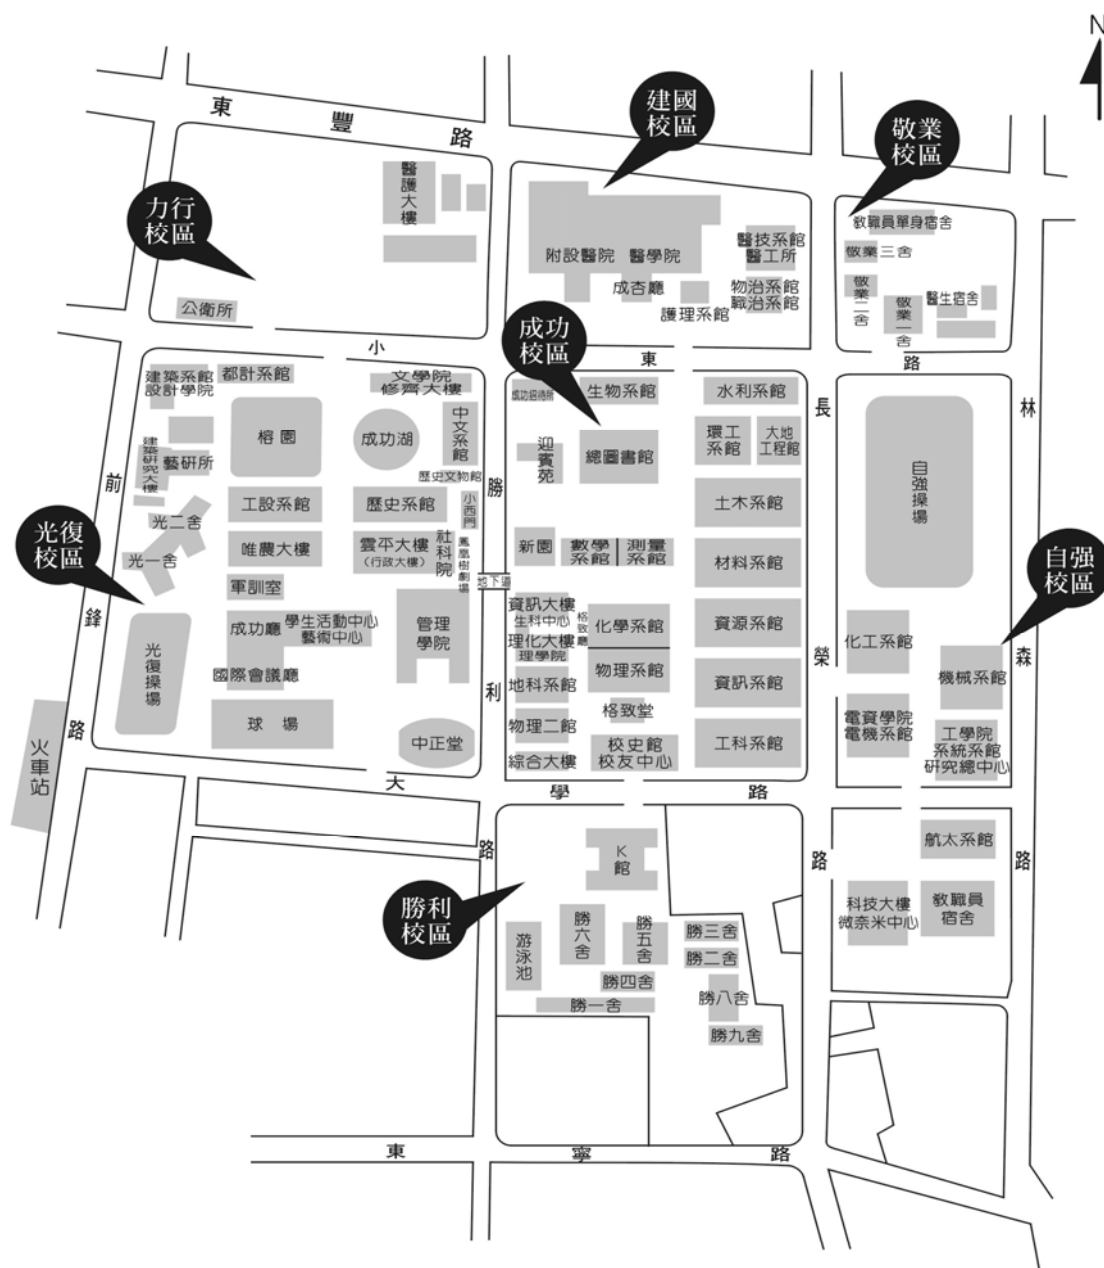 N
建國
校區
敬業
校區
東豐路
醫護大樓
力行
校區
教職員單身宿舍
敬業三舍
醫技系館
醫工所
附設醫院 醫學院
成杏廳
物治系館
職治系館
護理系館
敬業二舍
敬業一舍
醫生宿舍
公衛所
成功
校區
小東路
建築系館
設計學院
都計系館
文學院
修齊大樓
成功招待所
生物系館
水利系館
榕園
成功湖
中文系館
迎賓苑
總圖書館
環工
系館
大地
工程館
長榮路
林森路
自強操場
建築研究大樓
藝研所
歷史文物館
前鋒路
勝利路
工設系館
歷史系館
小西門
土木系館
光二舍
光復
校區
光一舍
唯農大樓
雲平大樓
(行政大樓)
社科院
鳳凰樹劇場
新園
數學
系館
測量
系館
材料系館
自强
校區
地下道
軍訓室
資訊大樓
生科中心
格致廳
化學系館
資源系館
成功廳
學生活動中心
藝術中心
管理
學院
理化大樓
理學院
化工系館
光復操場
國際會議廳
地科系館
物理系館
資訊系館
機械系館
球場
物理二館
格致堂
電資學院
電機系館
火車站
中正堂
綜合大樓
校史館
校友中心
工科系館
工學院
系統系館
研究總中心
大學路
K館
航太系館
勝利
校區
科技大樓
微奈米中心
教職員
宿舍
游泳池
勝六舍
勝五舍
勝三舍
勝二舍
勝四舍
勝八舍
勝一舍
勝九舍
東寧路